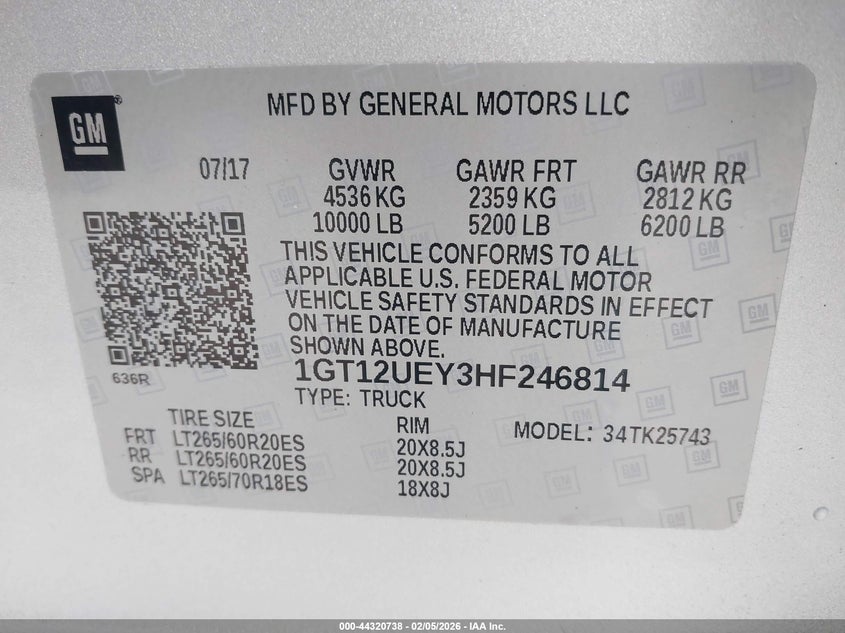 GM
MFD BY GENERAL MOTORS LLC
07/17 GVWR GAWR FRT GAWR RR
4536 KG 2359 KG 2812 KG
10000 LB 5200 LB 6200 LB
THIS VEHICLE CONFORMS TO ALL
APPLICABLE U.S. FEDERAL MOTOR
VEHICLE SAFETY STANDARDS IN EFFECT
ON THE DATE OF MANUFACTURE
SHOWN ABOVE.
636R
1GT12UEY3HF246814
TYPE: TRUCK
TIRE SIZE RIM MODEL: 34TK25743
FRT LT265/60R20ES 20X8.5J
RR LT265/60R20ES 20X8.5J
SPA LT265/70R18ES 18X8J
000-44320738 - 02/05/2026 - IAA Inc.